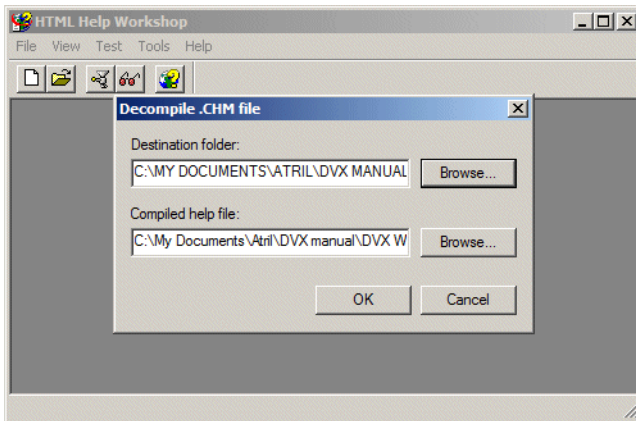 HTML Help Workshop
File View Test Tools Help
Decompile .CHM file
Destination folder:
C:\MY DOCUMENTS\ATRIL\DVX MANUAL
Browse...
Compiled help file:
C:\My Documents\Atril\DVX manual\DVX W
Browse...
OK Cancel